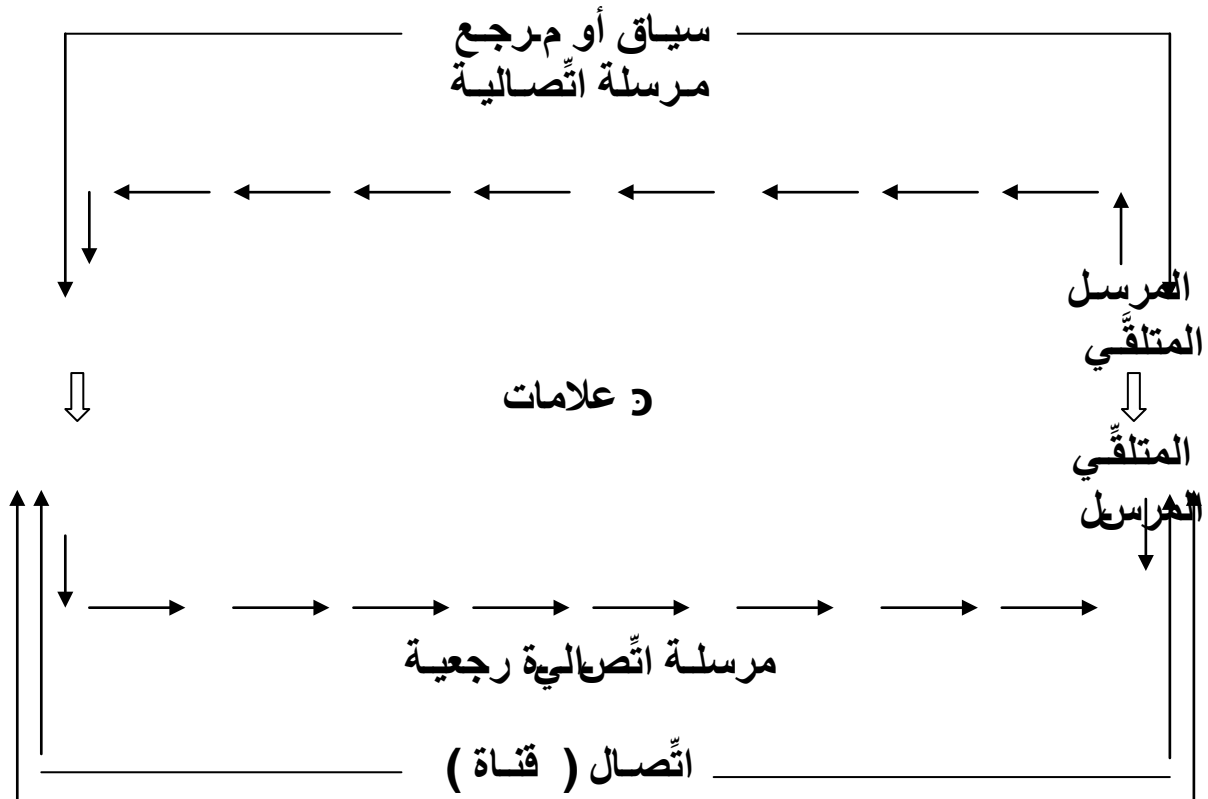 سياق أو مرجع
مرسلة اتِّصالية
المرسل
المتلقَّي
علامات
المتلقِّي
المرسل
مرسلة اتِّصالية رجعية
اتِّصال ( قناة )